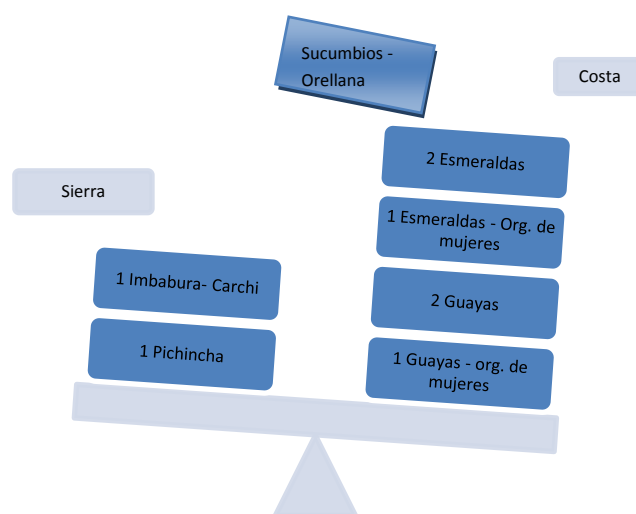 Sucumbios -
Orellana
Costa
Sierra
2 Esmeraldas
1 Esmeraldas - Org. de
mujeres
2 Guayas
1 Guayas - org. de
mujeres
1 Imbabura- Carchi
1 Pichincha